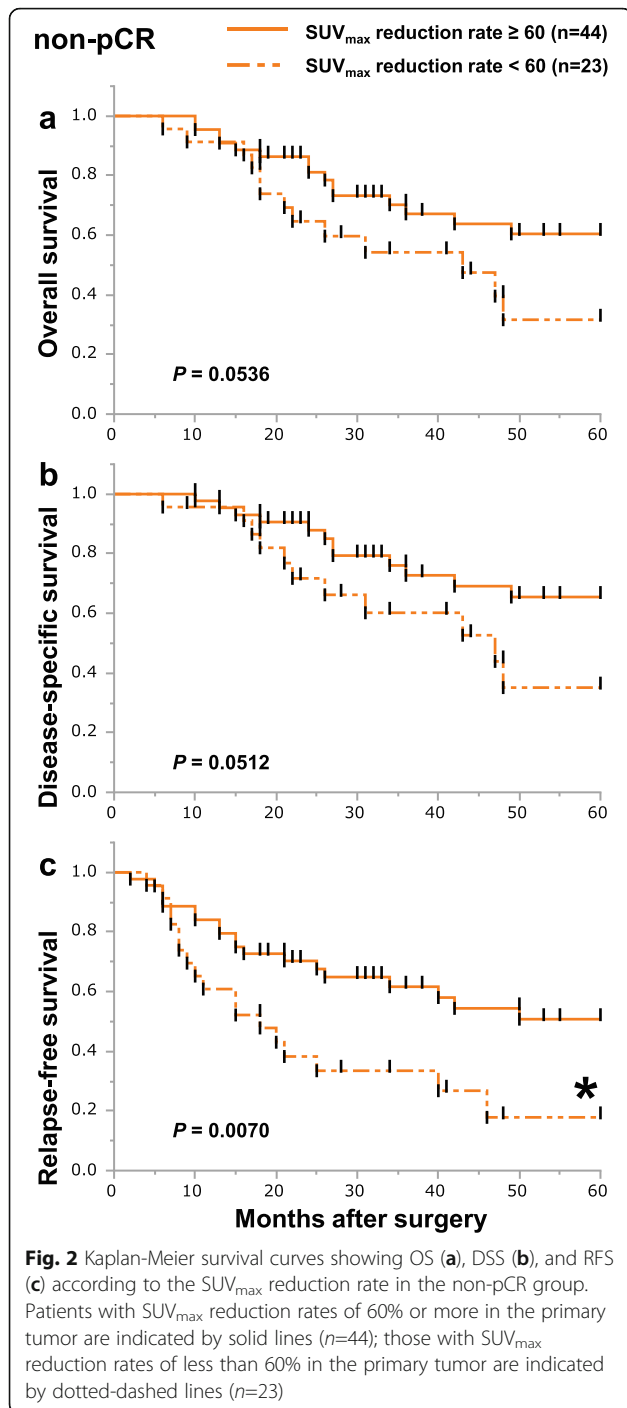 non-pCR
SUVmax reduction rate ≥ 60 (n=44)
SUVmax reduction rate < 60 (n=23)
a
Overall survival
1.0
0.8
0.6
0.4
0.2
0.0
P = 0.0536
0 10 20 30 40 50 60
b
Disease-specific survival
1.0
0.8
0.6
0.4
0.2
0.0
P = 0.0512
0 10 20 30 40 50 60
c
Relapse-free survival
1.0
0.8
0.6
0.4
0.2
0.0
*
P = 0.0070
0 10 20 30 40 50 60
Months after surgery
Fig. 2 Kaplan-Meier survival curves showing OS (a), DSS (b), and RFS
(c) according to the SUVmax reduction rate in the non-pCR group.
Patients with SUVmax reduction rates of 60% or more in the primary
tumor are indicated by solid lines (n=44); those with SUVmax
reduction rates of less than 60% in the primary tumor are indicated
by dotted-dashed lines (n=23)